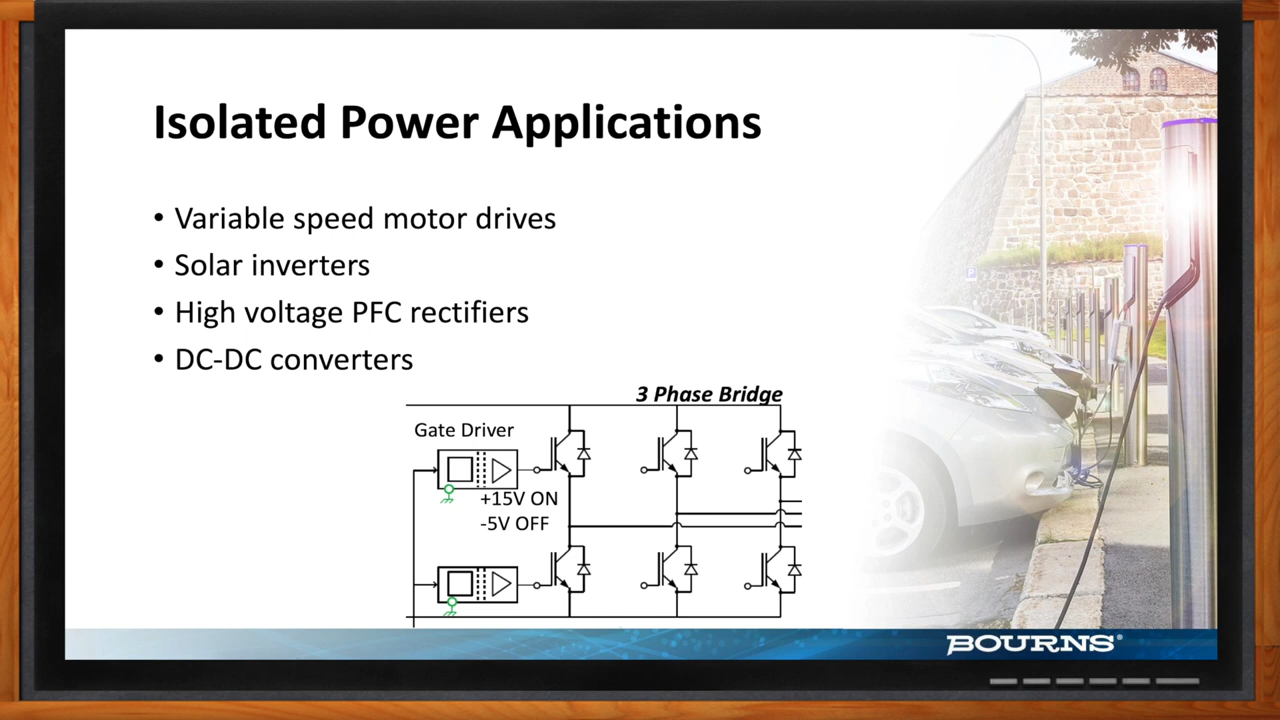 Isolated Power Applications
• Variable speed motor drives
• Solar inverters
• High voltage PFC rectifiers
• DC-DC converters
3 Phase Bridge
Gate Driver
+15V ON
-5V OFF
P
BOURNS®